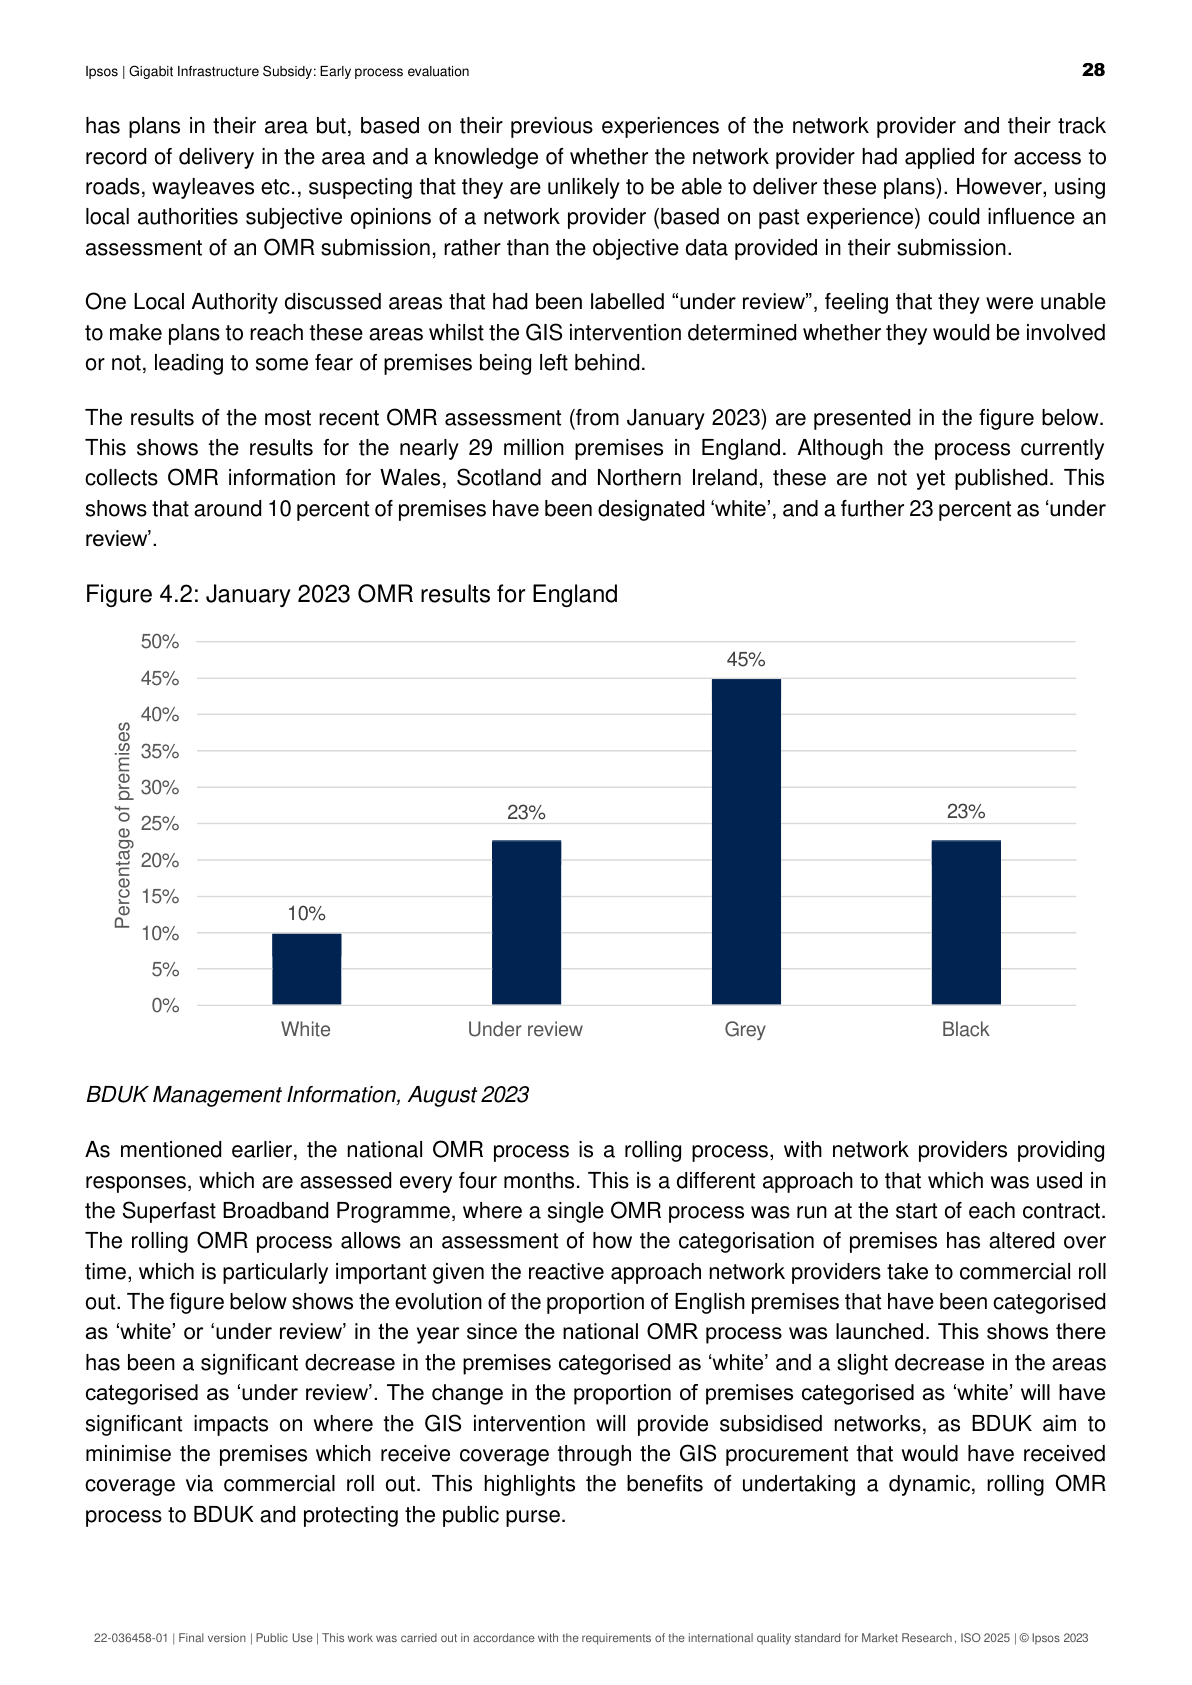 Ipsos | Gigabit Infrastructure Subsidy: Early process evaluation
28
has plans in their area but, based on their previous experiences of the network provider and their track
record of delivery in the area and a knowledge of whether the network provider had applied for access to
roads, wayleaves etc., suspecting that they are unlikely to be able to deliver these plans). However, using
local authorities subjective opinions of a network provider (based on past experience) could influence an
assessment of an OMR submission, rather than the objective data provided in their submission.
One Local Authority discussed areas that had been labelled “under review”, feeling that they were unable
to make plans to reach these areas whilst the GIS intervention determined whether they would be involved
or not, leading to some fear of premises being left behind.
The results of the most recent OMR assessment (from January 2023) are presented in the figure below.
This shows the results for the nearly 29 million premises in England. Although the process currently
collects OMR information for Wales, Scotland and Northern Ireland, these are not yet published. This
shows that around 10 percent of premises have been designated ‘white’, and a further 23 percent as ‘under
review’.
Figure 4.2: January 2023 OMR results for England
Percentage of premises
50%
45%
40%
35%
30%
25%
20%
15%
10%
5%
0%
10%
23%
45%
23%
White
Under review
Grey
Black
BDUK Management Information, August 2023
As mentioned earlier, the national OMR process is a rolling process, with network providers providing
responses, which are assessed every four months. This is a different approach to that which was used in
the Superfast Broadband Programme, where a single OMR process was run at the start of each contract.
The rolling OMR process allows an assessment of how the categorisation of premises has altered over
time, which is particularly important given the reactive approach network providers take to commercial roll
out. The figure below shows the evolution of the proportion of English premises that have been categorised
as ‘white’ or ‘under review’ in the year since the national OMR process was launched. This shows there
has been a significant decrease in the premises categorised as ‘white’ and a slight decrease in the areas
categorised as ‘under review’. The change in the proportion of premises categorised as ‘white’ will have
significant impacts on where the GIS intervention will provide subsidised networks, as BDUK aim to
minimise the premises which receive coverage through the GIS procurement that would have received
coverage via commercial roll out. This highlights the benefits of undertaking a dynamic, rolling OMR
process to BDUK and protecting the public purse.
22-036458-01 | Final version | Public Use | This work was carried out in accordance with the requirements of the international quality standard for Market Research, ISO 2025 | © Ipsos 2023